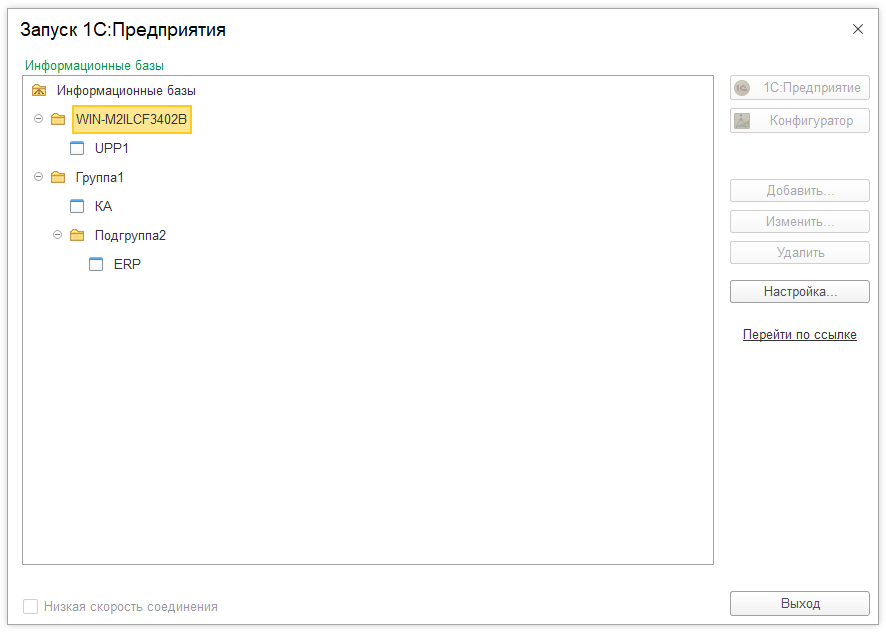 Запуск 1С:Предприятия
Информационные базы
Информационные базы
WIN-M2ILCF3402B
UPP1
Группа1
КА
Подгруппа2
ERP
1С:Предприятие
Конфигуратор
Добавить...
Изменить...
Удалить
Настройка...
Перейти по ссылке
Низкая скорость соединения
Выход